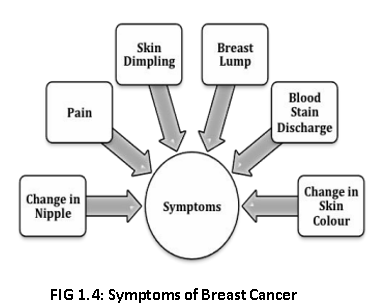 Skin
Dimpling
Breast
Lump
Pain
Blood
Stain
Discharge
Change in
Nipple
Symptoms
Change in
Skin
Colour
FIG 1.4: Symptoms of Breast Cancer